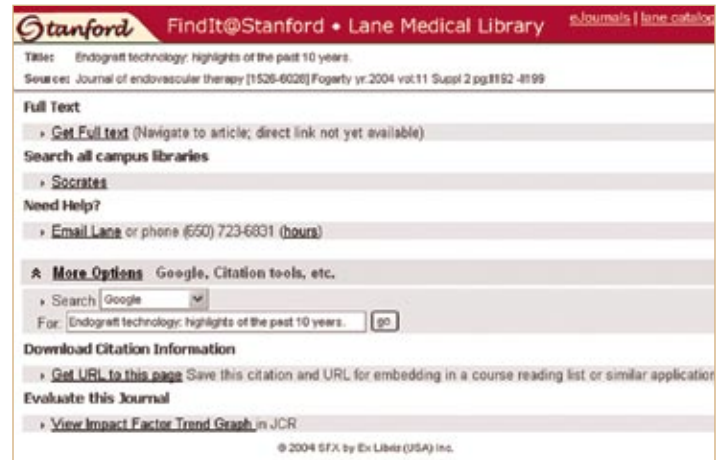 Stanford FindIt@Stanford • Lane Medical Library eJournals | lane catalog
Title: Endograft technology: highlights of the past 10 years.
Source: Journal of endovascular therapy [1526-6028] Fogarty yr:2004 vol:11 Suppl 2 pg:II192 -II199
Full Text
Get Full text (Navigate to article; direct link not yet available)
Search all campus libraries
Socrates
Need Help?
Email Lane or phone (650) 723-6831 (hours)
More Options Google, Citation tools, etc.
Search Google
For: Endograft technology: highlights of the past 10 years. go
Download Citation Information
Get URL to this page Save this citation and URL for embedding in a course reading list or similar application
Evaluate this Journal
View Impact Factor Trend Graph in JCR
© 2004 SFX by Ex Libris (USA) Inc.